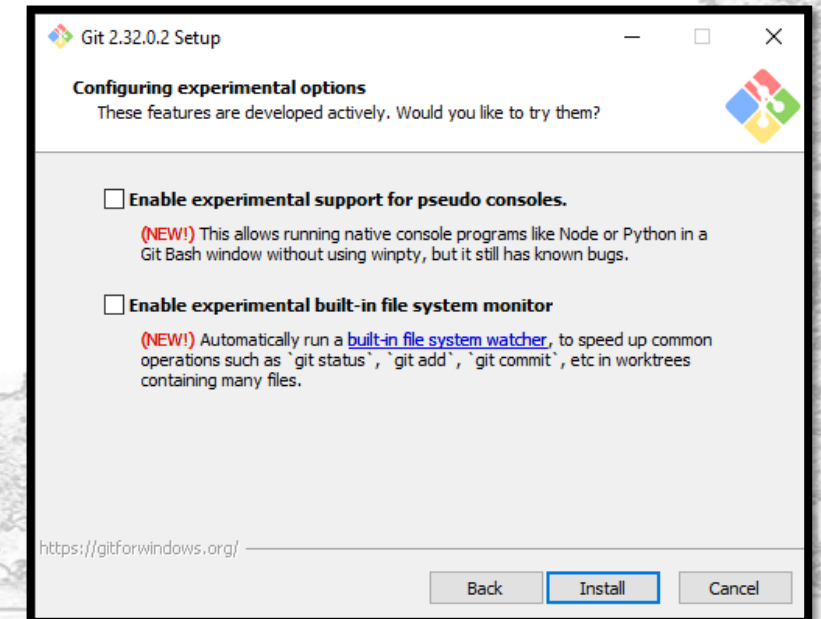 Git 2.32.0.2 Setup
Configuring experimental options
These features are developed actively. Would you like to try them?
Enable experimental support for pseudo consoles.
(NEW!) This allows running native console programs like Node or Python in a
Git Bash window without using winpty, but it still has known bugs.
Enable experimental built-in file system monitor
(NEW!) Automatically run a built-in file system watcher, to speed up common
operations such as `git status`, `git add`, `git commit`, etc in worktrees
containing many files.
https://gitforwindows.org/
Back Install Cancel